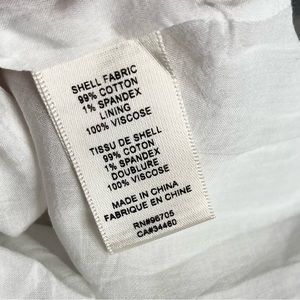 SHELL FABRIC
99% COTTON
1% SPANDEX
LINING
100% VISCOSE
TISSU DE SHELL
99% COTON
1% SPANDEX
DOUBLURE
100% VISCOSE
MADE IN CHINA
FABRIQUE EN CHINE
RN#96705
CA#34460